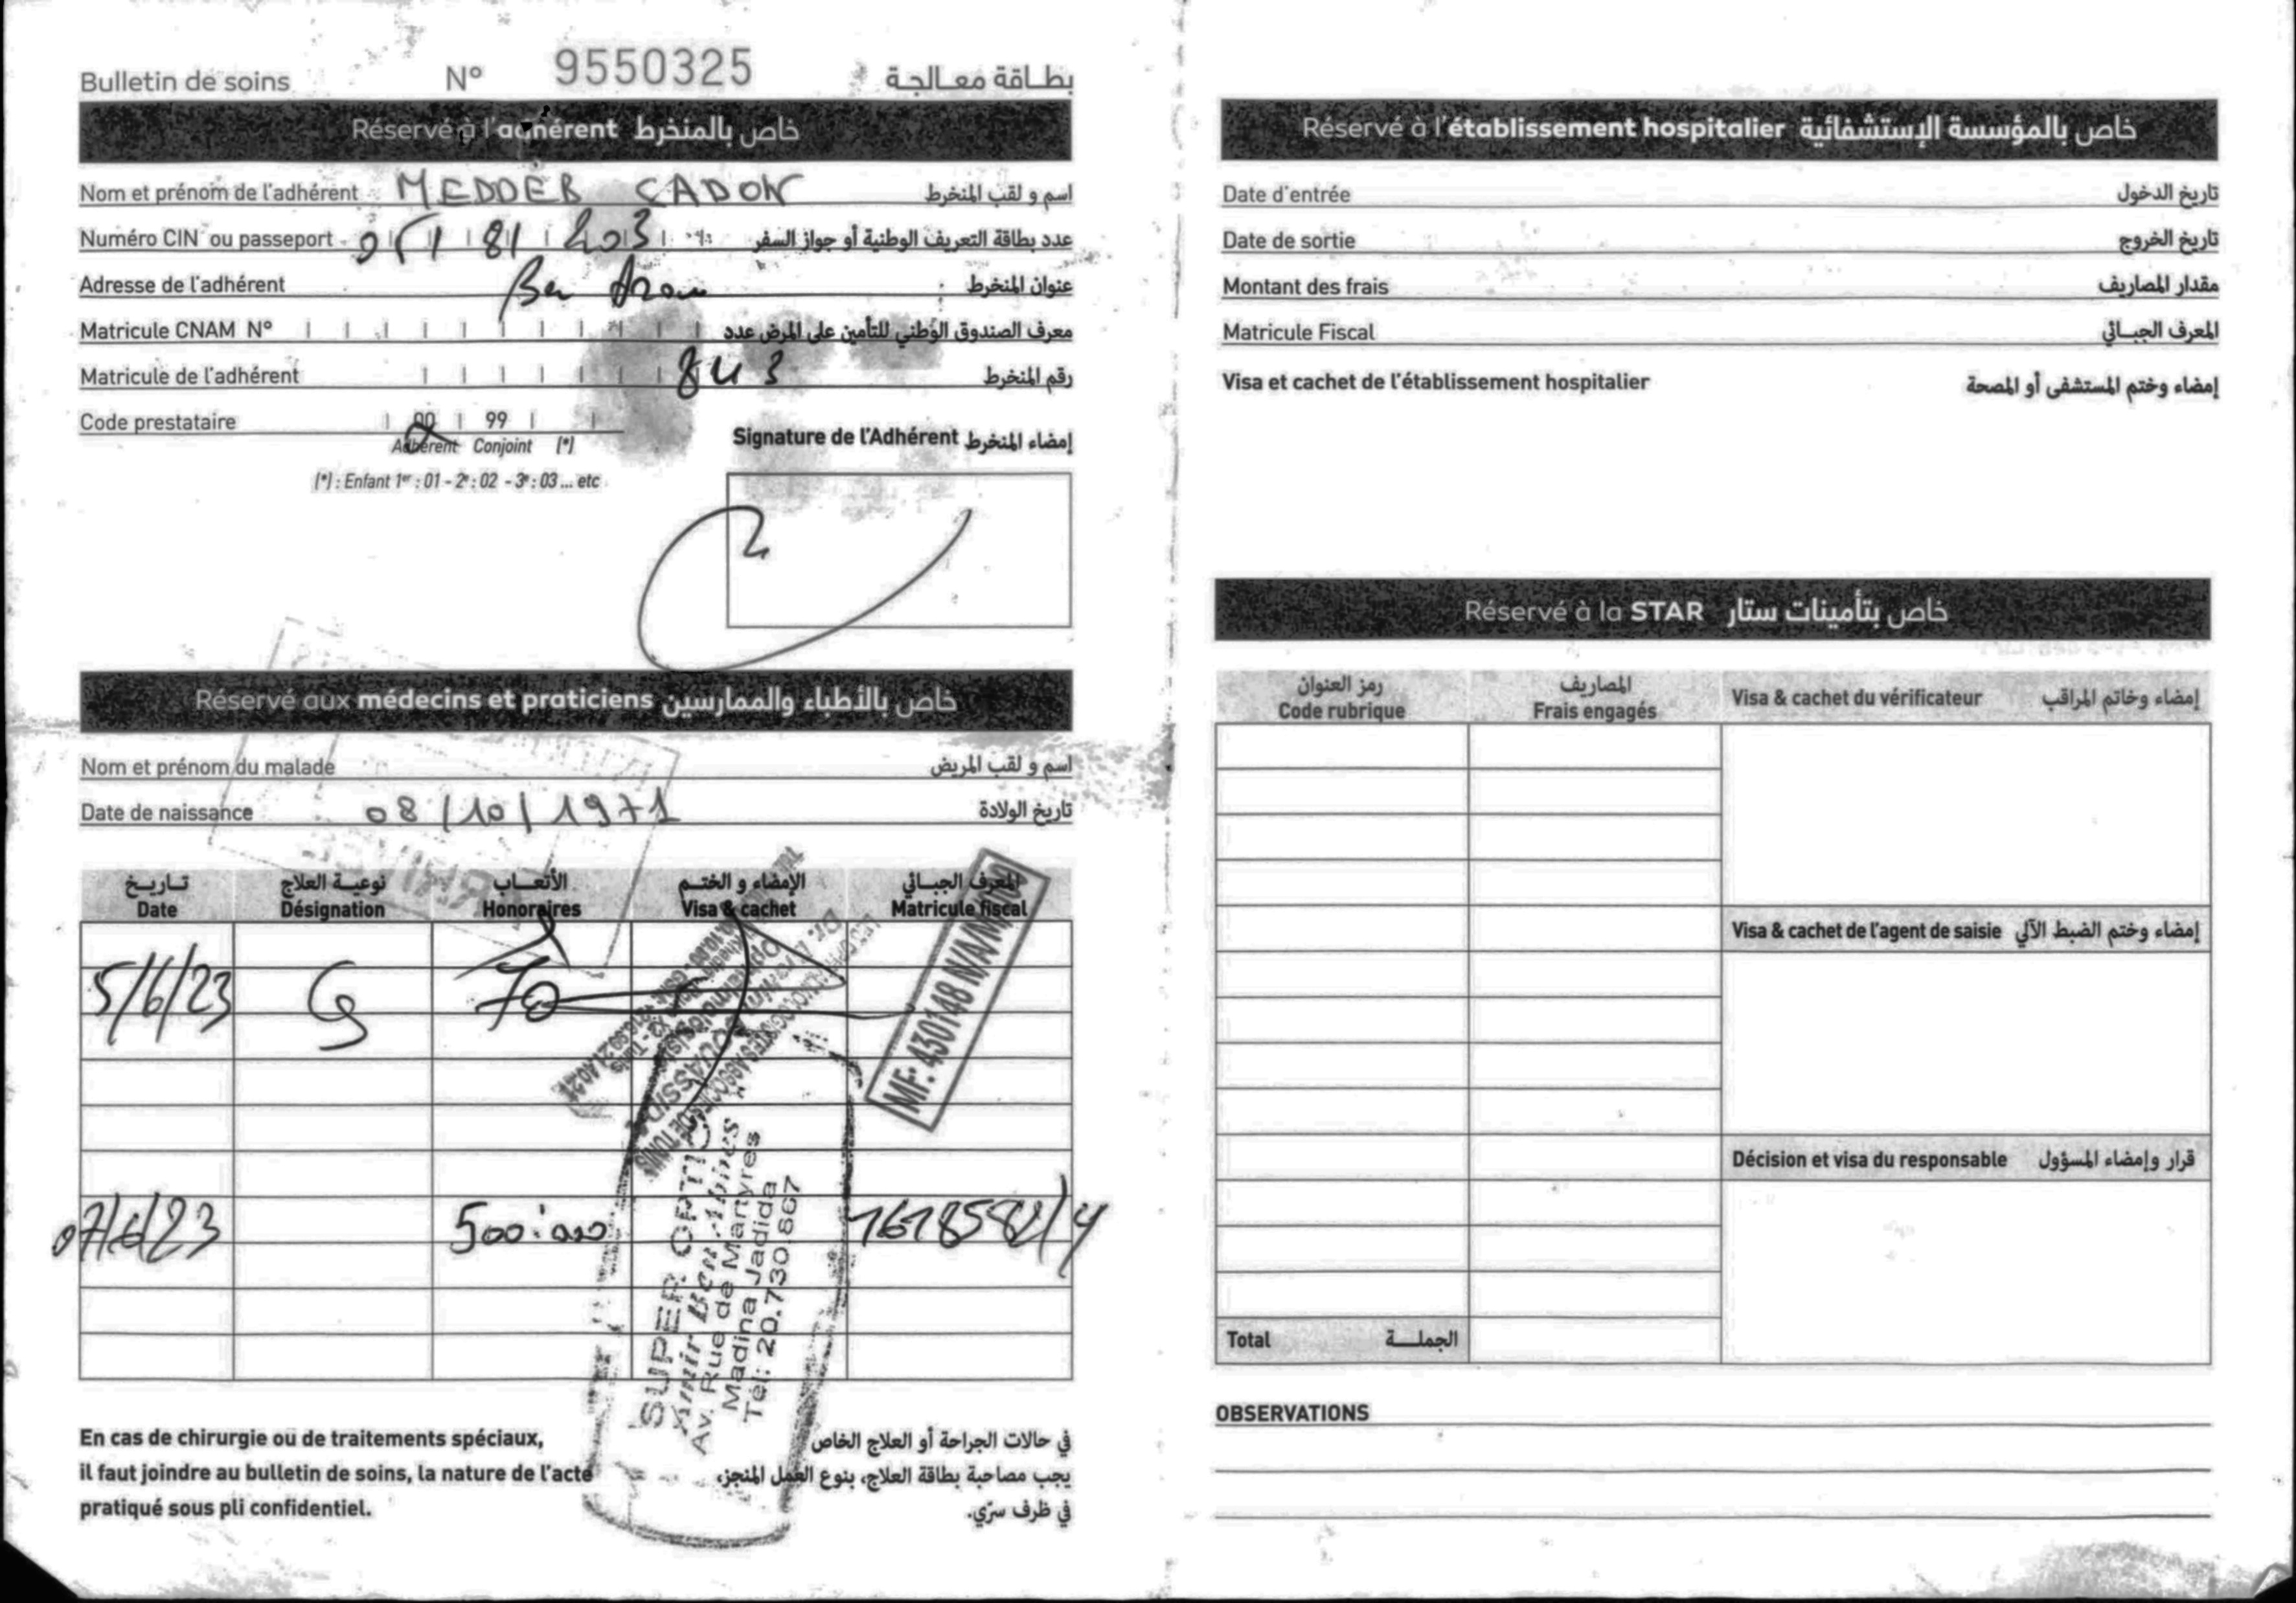 Bulletin de soins N° 9550325 بطاقة معالجة
Réservé à l'adhérent خاص بالمنخرط
Nom et prénom de l'adhérent MEDDEB اسم و لقب المنخرط
Numéro CIN ou passeport عدد بطاقة التعريف الوطنية أو جواز السفر
Adresse de l'adhérent Ben عنوان المنخرط
Matricule CNAM N° معرف الصندوق الوطني للتأمين على المرض عدد
Matricule de l'adhérent 843 رقم المنخرط
Code prestataire 00 99
Adhérent Conjoint (*)
(*) : Enfant 1er : 01 - 2e : 02 - 3e : 03 ... etc
Signature de l'Adhérent إمضاء المنخرط
Réservé aux médecins et praticiens خاص بالأطباء والممارسين
Nom et prénom du malade اسم و لقب المريض
Date de naissance 08/10/1971 تاريخ الولادة
تاريخ نوعية العلاج الأتعاب الإمضاء و الختم المعرف الجبائي
Date Désignation Honoraires Visa & cachet Matricule fiscal
5/6/23 70
MF: 430148 N/A/M/000
07/6/23 500:000
SUPER OPTIC
Av. Rue de Martyres
Madina Jadida
Tél: 20.730 867
En cas de chirurgie ou de traitements spéciaux,
il faut joindre au bulletin de soins, la nature de l'acte
pratiqué sous pli confidentiel.
في حالات الجراحة أو العلاج الخاص
يجب مصاحبة بطاقة العلاج، بنوع العمل المنجز،
في ظرف سرّي.
Réservé à l'établissement hospitalier خاص بالمؤسسة الإستشفائية
Date d'entrée تاريخ الدخول
Date de sortie تاريخ الخروج
Montant des frais مقدار المصاريف
Matricule Fiscal المعرف الجبائي
Visa et cachet de l'établissement hospitalier إمضاء وختم المستشفى أو المصحة
Réservé à la STAR خاص بتأمينات ستار
رمز العنوان المصاريف
Code rubrique Frais engagés Visa & cachet du vérificateur إمضاء وخاتم المراقب
Visa & cachet de l'agent de saisie إمضاء وختم الضبط الآلي
Décision et visa du responsable قرار وإمضاء المسؤول
Total الجملة
OBSERVATIONS